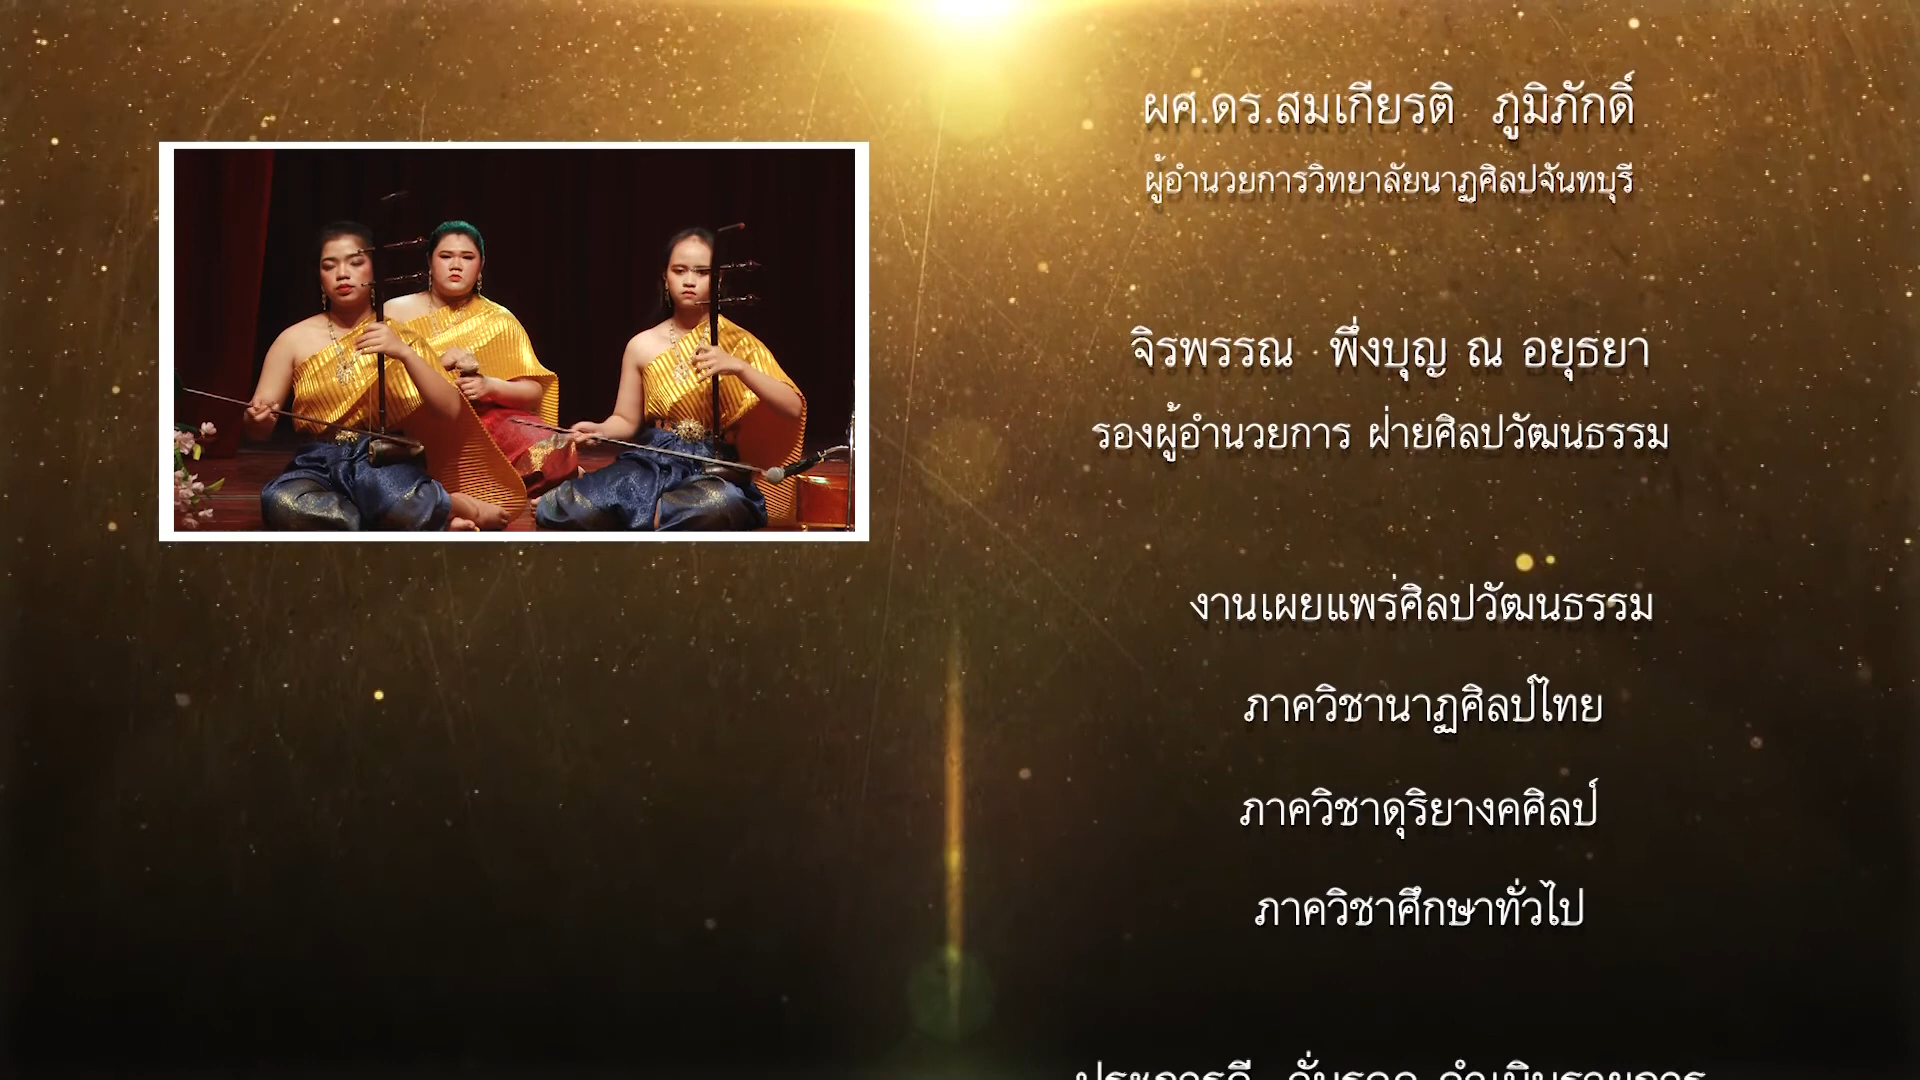 ผศ.ดร.สมเกียรติ ภูมิภักดิ์
ผู้อำนวยการวิทยาลัยนาฏศิลปจันทบุรี
จิรพรรณ พึ่งบุญ ณ อยุธยา
รองผู้อำนวยการ ฝ่ายศิลปวัฒนธรรม
งานเผยแพร่ศิลปวัฒนธรรม
ภาควิชานาฏศิลป์ไทย
ภาควิชาดุริยางคศิลป์
ภาควิชาศึกษาทั่วไป